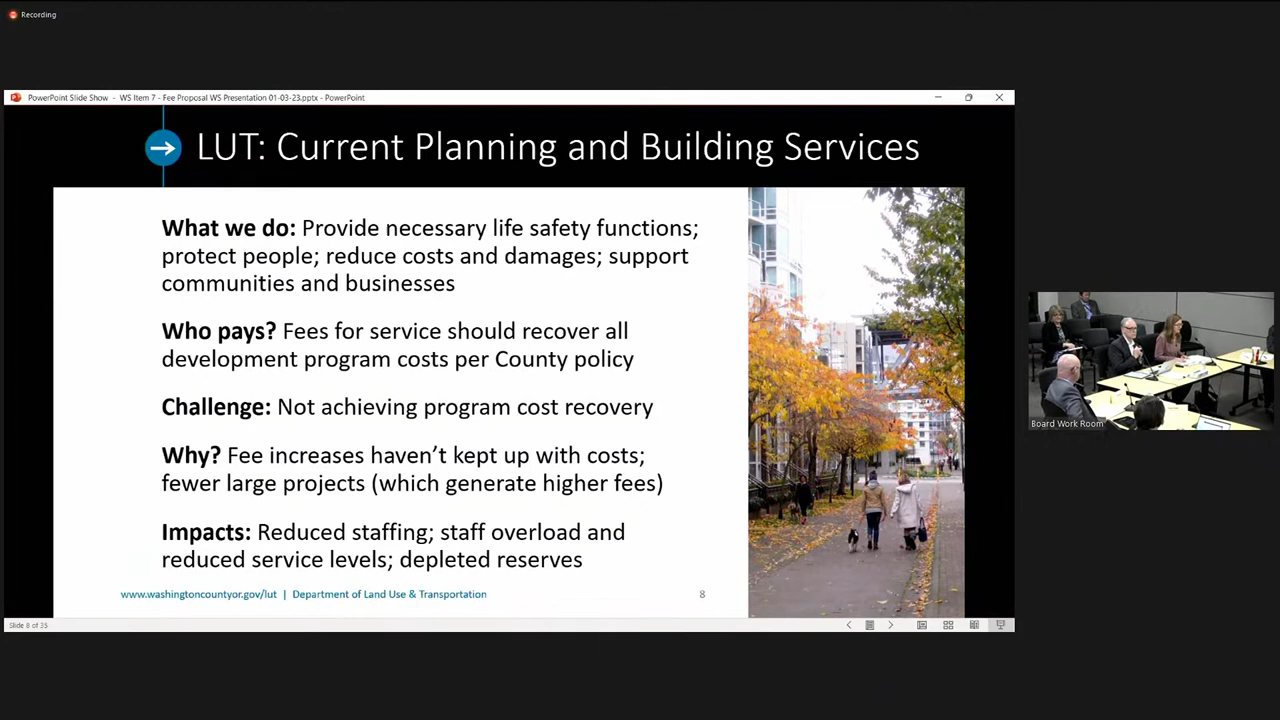 Recording
PowerPoint Slide Show - WS Item 7 - Fee Proposal WS Presentation 01-03-23.pptx - PowerPoint
LUT: Current Planning and Building Services
What we do: Provide necessary life safety functions;
protect people; reduce costs and damages; support
communities and businesses
Who pays? Fees for service should recover all
development program costs per County policy
Challenge: Not achieving program cost recovery
Why? Fee increases haven’t kept up with costs;
fewer large projects (which generate higher fees)
Impacts: Reduced staffing; staff overload and
reduced service levels; depleted reserves
www.washingtoncountyor.gov/lut | Department of Land Use & Transportation
8
Slide 8 of 35
Board Work Room